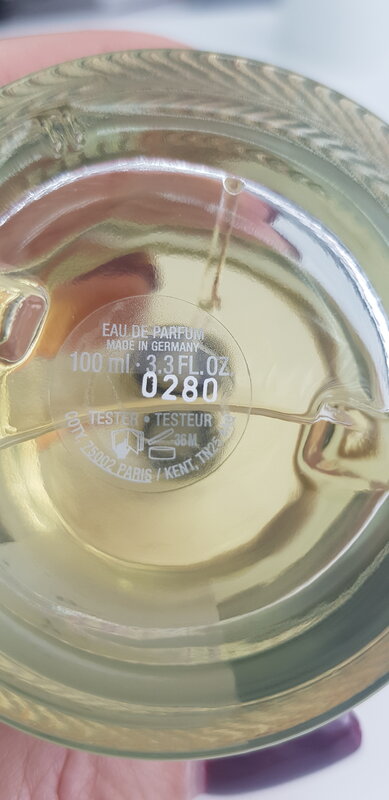 EAU DE PARFUM
MADE IN GERMANY
100 ml · 3.3 FL.OZ.
0280
TESTER · TESTEUR
36M
COTY, 75002 PARIS / KENT, TN25